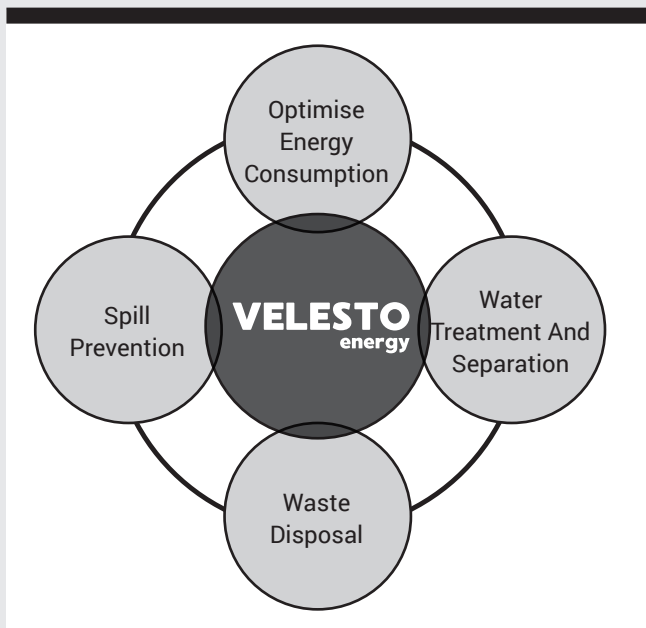 Optimise
Energy
Consumption
Spill
Prevention
VELESTO
energy
Water
Treatment And
Separation
Waste
Disposal